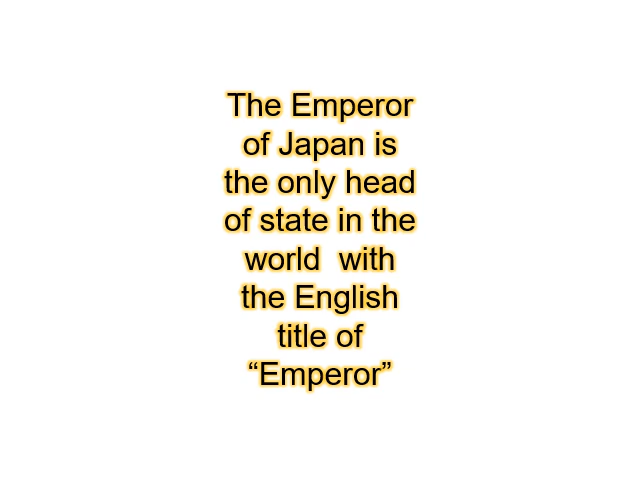 The Emperor
of Japan is
the only head
of state in the
world  with
the English
title of
“Emperor”